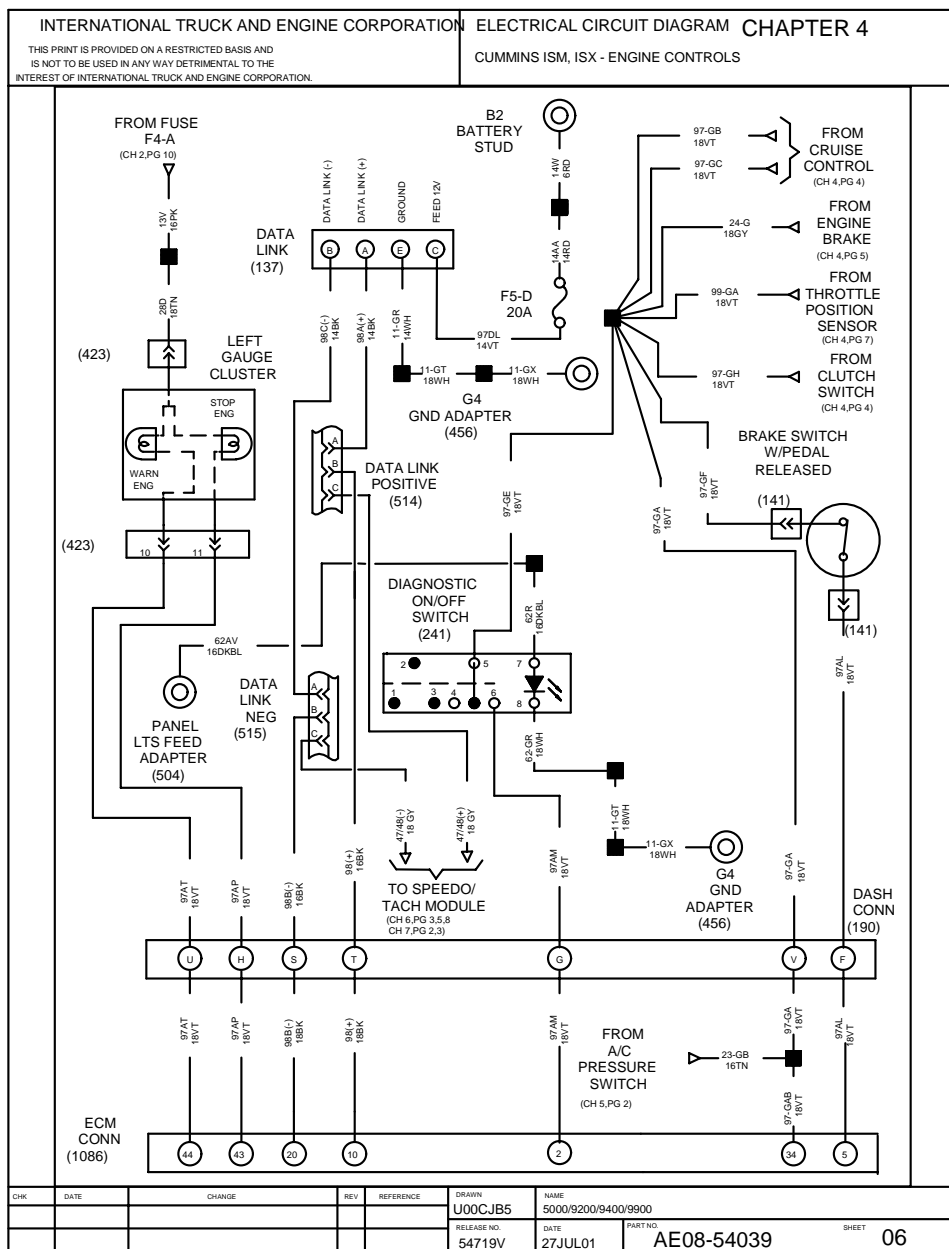 INTERNATIONAL TRUCK AND ENGINE CORPORATION
THIS PRINT IS PROVIDED ON A RESTRICTED BASIS AND
IS NOT TO BE USED IN ANY WAY DETRIMENTAL TO THE
INTEREST OF INTERNATIONAL TRUCK AND ENGINE CORPORATION.
ELECTRICAL CIRCUIT DIAGRAM CHAPTER 4
CUMMINS ISM, ISX - ENGINE CONTROLS
FROM FUSE
F4-A
(CH 2,PG 10)
13V
16PK
28D
18TN
(423)
LEFT
GAUGE
CLUSTER
STOP
ENG
WARN
ENG
(423)
10
11
DATA LINK (-)
DATA LINK (+)
GROUND
FEED 12V
DATA
LINK
(137)
B
A
E
C
98C(-)
14BK
98A(+)
14BK
11-GR
14WH
97DL
14VT
B2
BATTERY
STUD
14W
6RD
14AA
14RD
F5-D
20A
11-GT
18WH
11-GX
18WH
G4
GND ADAPTER
(456)
97-GB
18VT
97-GC
18VT
FROM
CRUISE
CONTROL
(CH 4,PG 4)
24-G
18GY
FROM
ENGINE
BRAKE
(CH 4,PG 5)
99-GA
18VT
FROM
THROTTLE
POSITION
SENSOR
(CH 4,PG 7)
97-GH
18VT
FROM
CLUTCH
SWITCH
(CH 4,PG 4)
A
B
C
DATA LINK
POSITIVE
(514)
97-GE
18VT
97-GA
18VT
97-GF
18VT
BRAKE SWITCH
W/PEDAL
RELEASED
(141)
(141)
97AL
18VT
62AV
16DKBL
PANEL
LTS FEED
ADAPTER
(504)
DATA
LINK
NEG
(515)
A
B
C
DIAGNOSTIC
ON/OFF
SWITCH
(241)
62R
16DKBL
2
5
7
1
3
4
6
8
62-GR
18WH
11-GT
18WH
11-GX
18WH
G4
GND
ADAPTER
(456)
47/48(-)
18 GY
47/48(+)
18 GY
TO SPEEDO/
TACH MODULE
(CH 6,PG 3,5,8
CH 7,PG 2,3)
97AT
18VT
97AP
18VT
98B(-)
16BK
98(+)
16BK
97AM
18VT
97-GA
18VT
DASH
CONN
(190)
U
H
S
T
G
V
F
97AT
18VT
97AP
18VT
98B(-)
18BK
98(+)
18BK
97AM
18VT
97-GA
18VT
97AL
18VT
FROM
A/C
PRESSURE
SWITCH
(CH 5,PG 2)
23-GB
16TN
97-GAB
18VT
ECM
CONN
(1086)
44
43
20
10
2
34
5
CHK
DATE
CHANGE
REV
REFERENCE
DRAWN
U00CJB5
NAME
5000/9200/9400/9900
RELEASE NO.
54719V
DATE
27JUL01
PART NO.
AE08-54039
SHEET
06